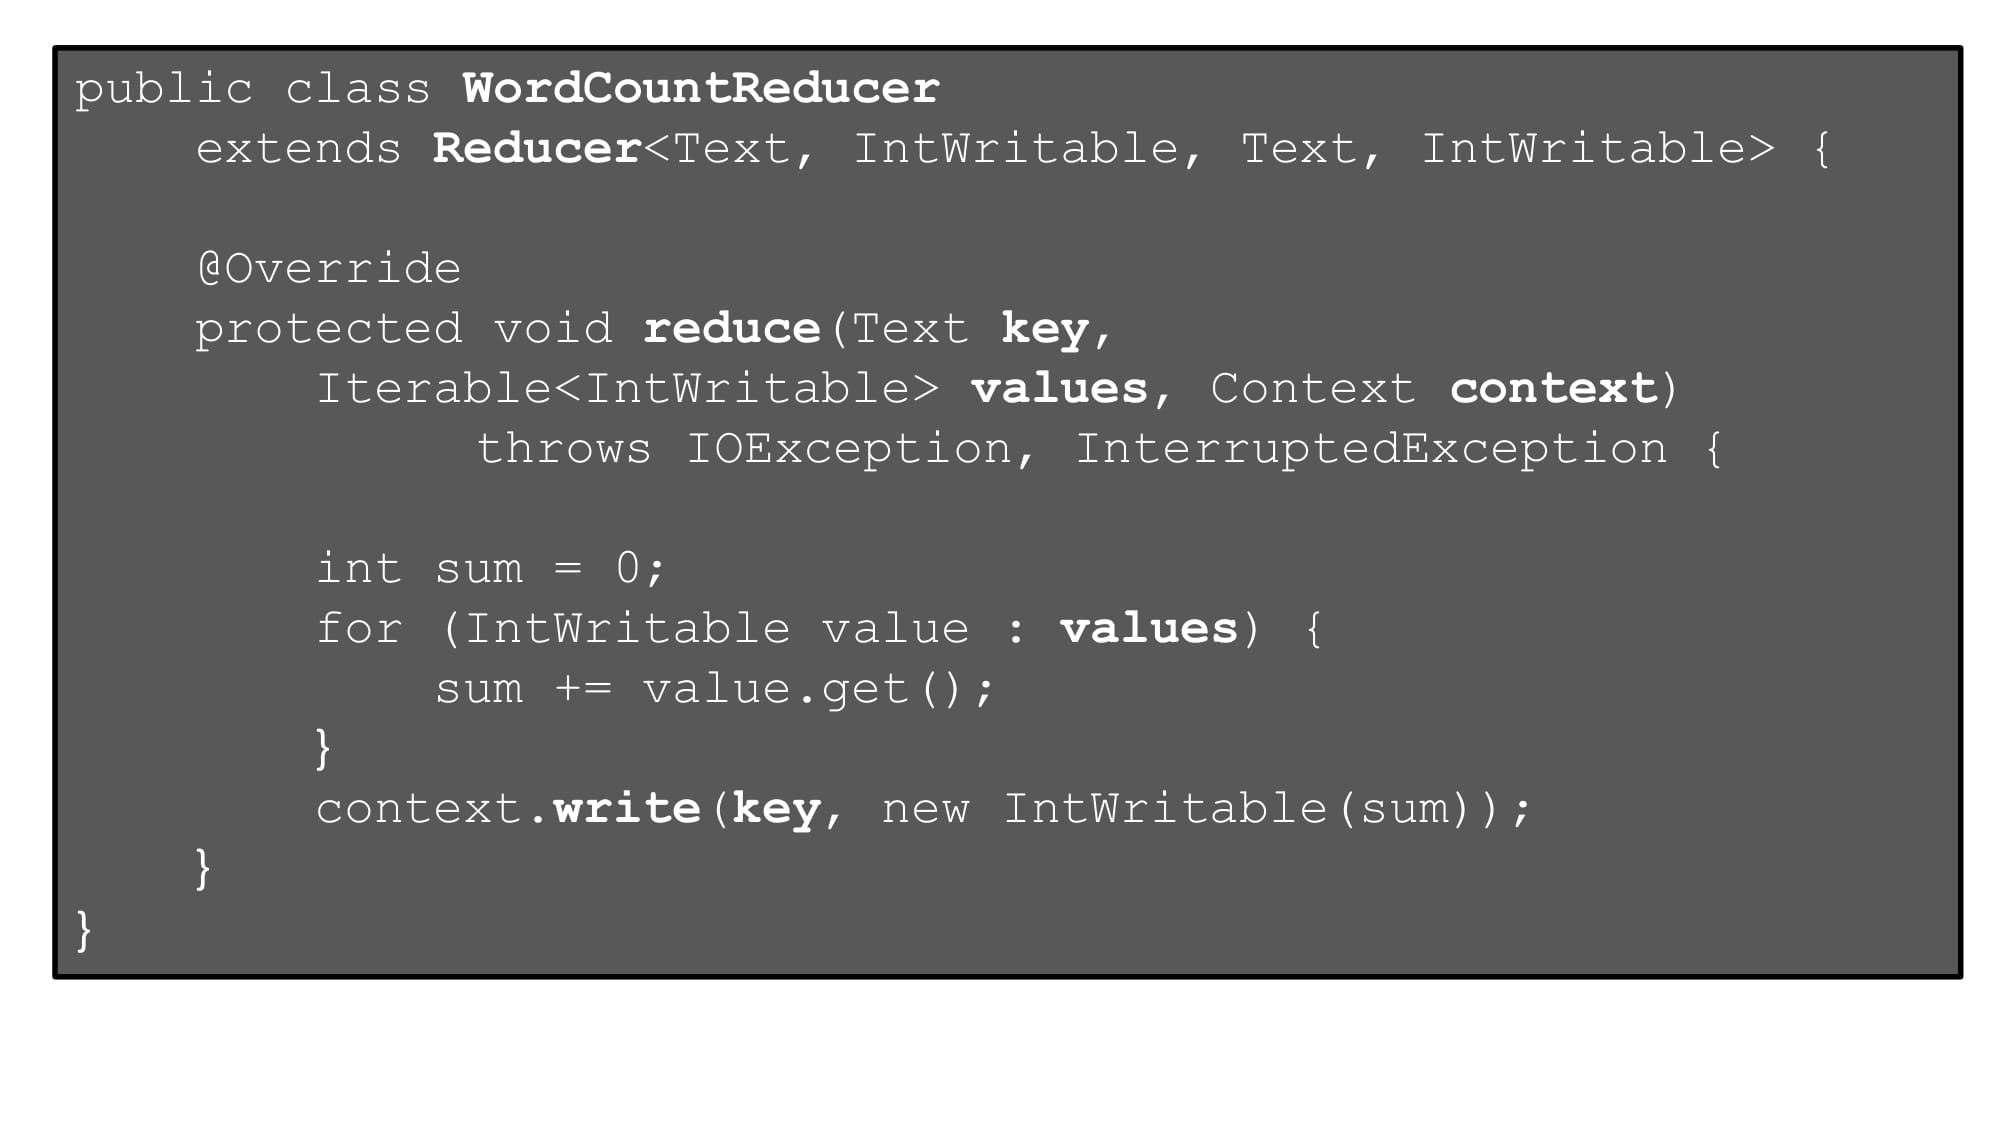 public class WordCountReducer
extends Reducer<Text, IntWritable, Text, IntWritable> {
@Override
protected void reduce(Text key,
Iterable<IntWritable> values, Context context)
throws IOException, InterruptedException {
int sum = 0;
for (IntWritable value : values) {
sum += value.get();
}
context.write(key, new IntWritable(sum));
}
}